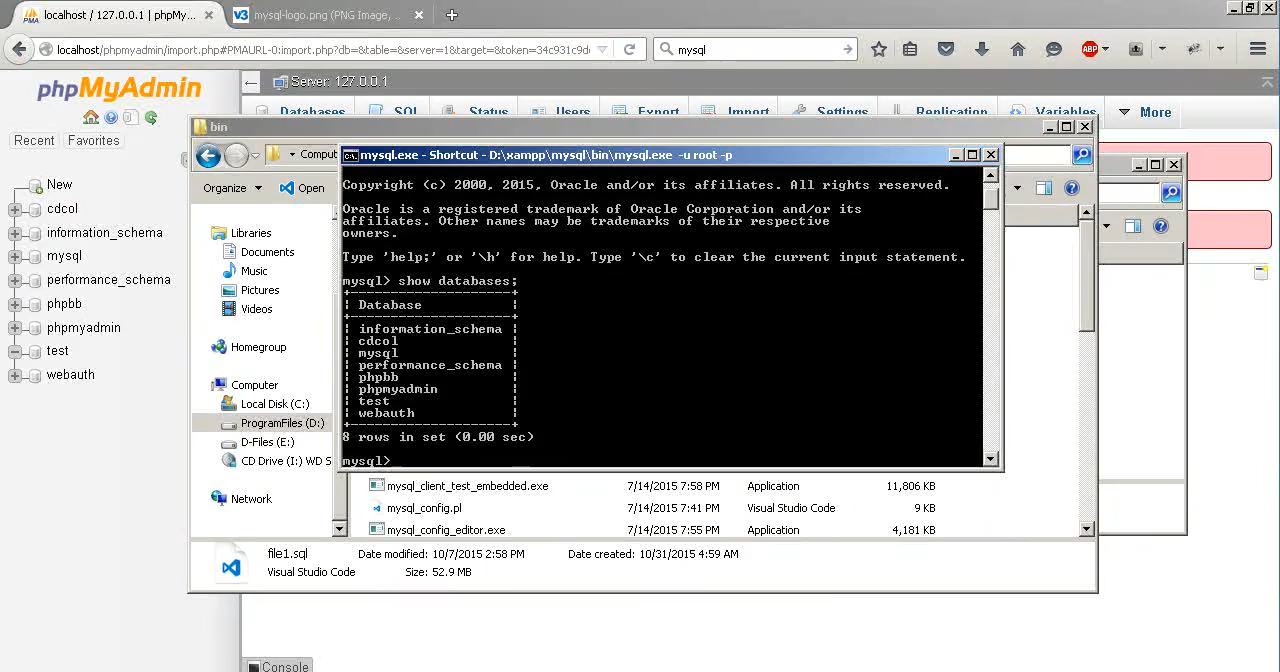 localhost / 127.0.0.1 | phpMy...
mysql-logo.png (PNG Image, ...
localhost/phpmyadmin/import.php#PMAURL-0:import.php?db=&table=&server=1&target=&token=34c931c9d
mysql
ABP
phpMyAdmin
Recent
Favorites
New
cdcol
information_schema
mysql
performance_schema
phpbb
phpmyadmin
test
webauth
Server: 127.0.0.1
Databases
SQL
Status
Users
Export
Import
Settings
Replication
Variables
More
bin
Comput
Organize
Open
Libraries
Documents
Music
Pictures
Videos
Homegroup
Computer
Local Disk (C:)
ProgramFiles (D:)
D-Files (E:)
CD Drive (I:) WD S
Network
mysql.exe - Shortcut - D:\xampp\mysql\bin\mysql.exe -u root -p
Copyright (c) 2000, 2015, Oracle and/or its affiliates. All rights reserved.
Oracle is a registered trademark of Oracle Corporation and/or its
affiliates. Other names may be trademarks of their respective
owners.
Type 'help;' or '\h' for help. Type '\c' to clear the current input statement.
mysql> show databases;
+--------------------+
| Database           |
+--------------------+
| information_schema |
| cdcol              |
| mysql              |
| performance_schema |
| phpbb              |
| phpmyadmin         |
| test               |
| webauth            |
+--------------------+
8 rows in set (0.00 sec)
mysql>
mysql_client_test_embedded.exe 7/14/2015 7:58 PM Application 11,806 KB
mysql_config.pl 7/14/2015 7:41 PM Visual Studio Code 9 KB
mysql_config_editor.exe 7/14/2015 7:55 PM Application 4,181 KB
file1.sql Date modified: 10/7/2015 2:58 PM Date created: 10/31/2015 4:59 AM
Visual Studio Code Size: 52.9 MB
Console